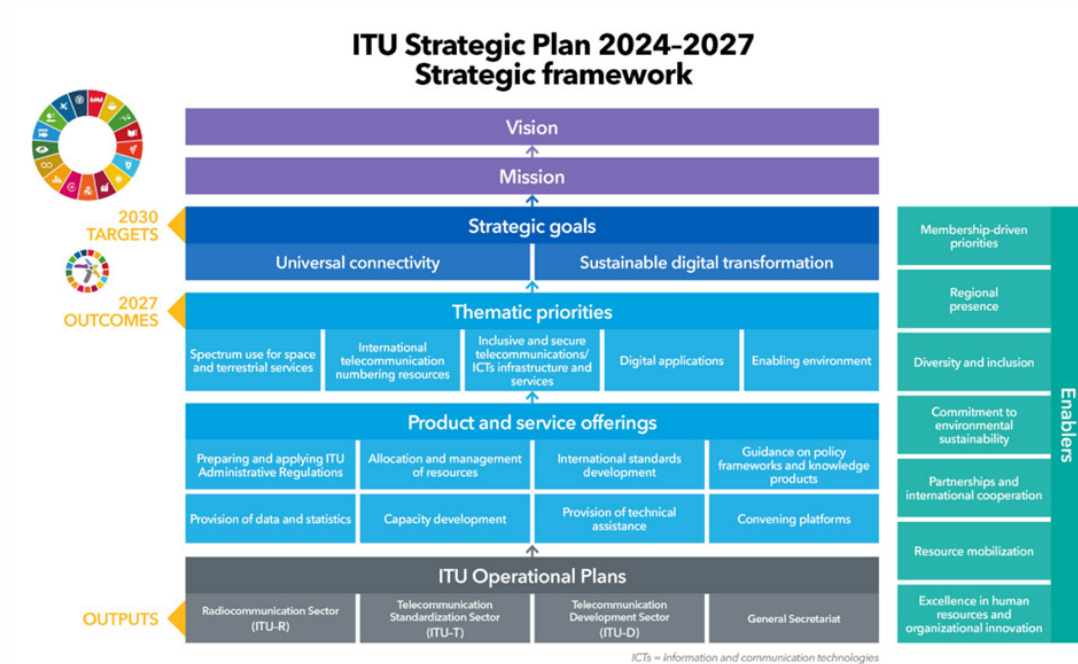 ITU Strategic Plan 2024–2027
Strategic framework
Vision
Mission
2030
TARGETS
Strategic goals
Universal connectivity
Sustainable digital transformation
2027
OUTCOMES
Thematic priorities
Spectrum use for space
and terrestrial services
International
telecommunication
numbering resources
Inclusive and secure
telecommunications/
ICTs infrastructure and
services
Digital applications
Enabling environment
Product and service offerings
Preparing and applying ITU
Administrative Regulations
Allocation and management
of resources
International standards
development
Guidance on policy
frameworks and knowledge
products
Provision of data and statistics
Capacity development
Provision of technical
assistance
Convening platforms
ITU Operational Plans
OUTPUTS
Radiocommunication Sector
(ITU-R)
Telecommunication
Standardization Sector
(ITU-T)
Telecommunication
Development Sector
(ITU-D)
General Secretariat
Membership-driven
priorities
Regional
presence
Diversity and inclusion
Commitment to
environmental
sustainability
Partnerships and
international cooperation
Resource mobilization
Excellence in human
resources and
organizational innovation
Enablers
ICTs = Information and communication technologies